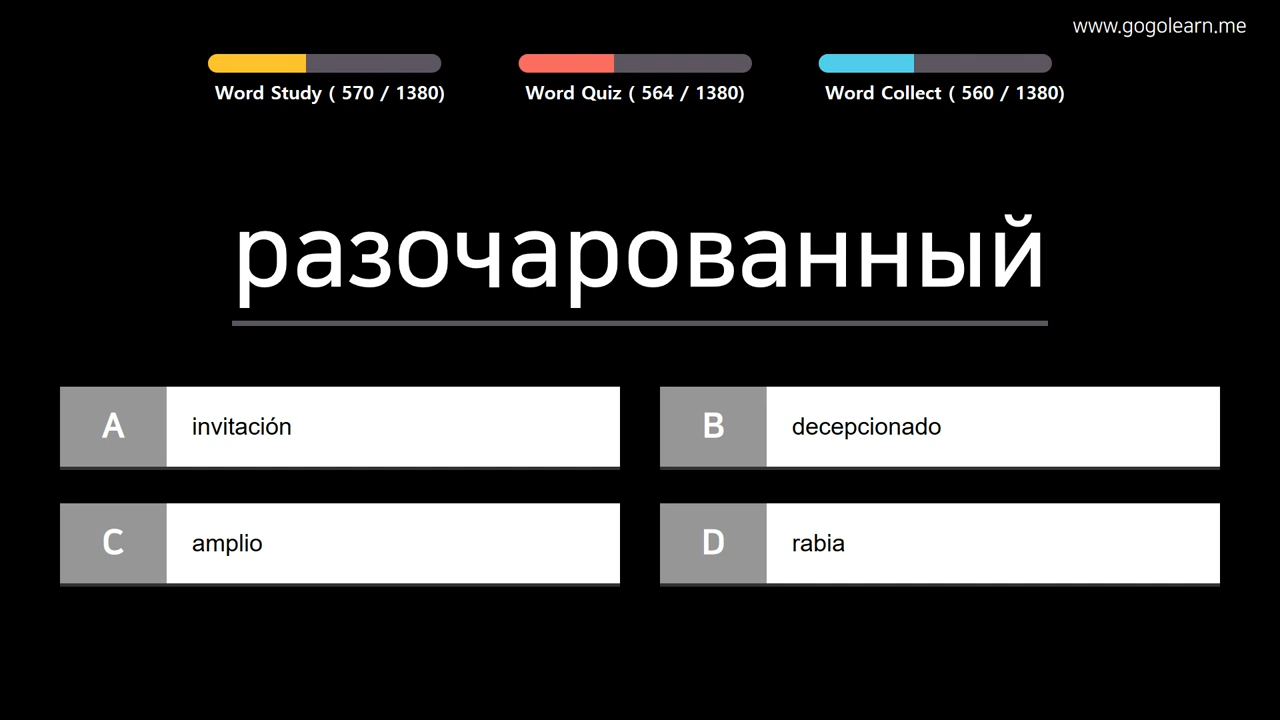 www.gogolearn.me
Word Study ( 570 / 1380)
Word Quiz ( 564 / 1380)
Word Collect ( 560 / 1380)
разочарованный
A invitación
B decepcionado
C amplio
D rabia